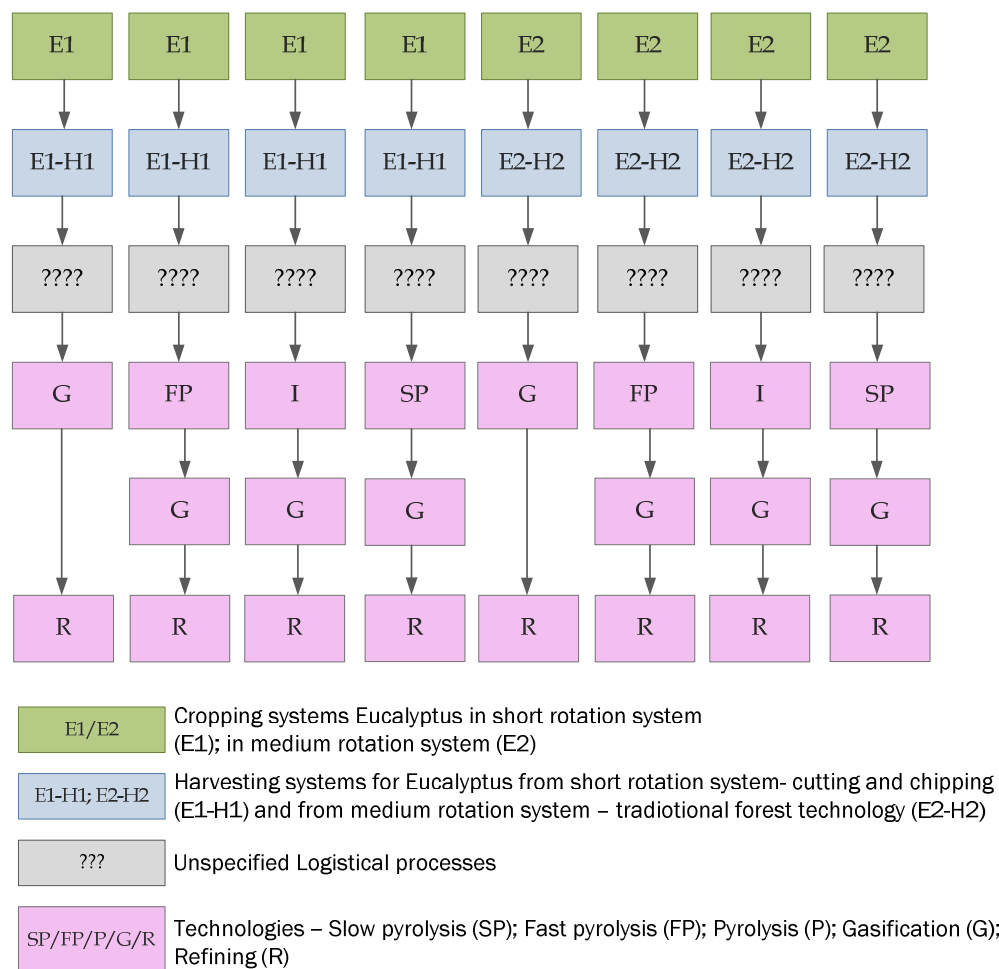 E1 E1 E1 E1 E2 E2 E2 E2
E1-H1 E1-H1 E1-H1 E1-H1 E2-H2 E2-H2 E2-H2 E2-H2
???? ???? ???? ???? ???? ???? ???? ????
G FP I SP G FP I SP
G G G G G G
R R R R R R R R
E1/E2
Cropping systems Eucalyptus in short rotation system
(E1); in medium rotation system (E2)
E1-H1; E2-H2
Harvesting systems for Eucalyptus from short rotation system- cutting and chipping
(E1-H1) and from medium rotation system – tradiotional forest technology (E2-H2)
???
Unspecified Logistical processes
SP/FP/P/G/R
Technologies – Slow pyrolysis (SP); Fast pyrolysis (FP); Pyrolysis (P); Gasification (G);
Refining (R)